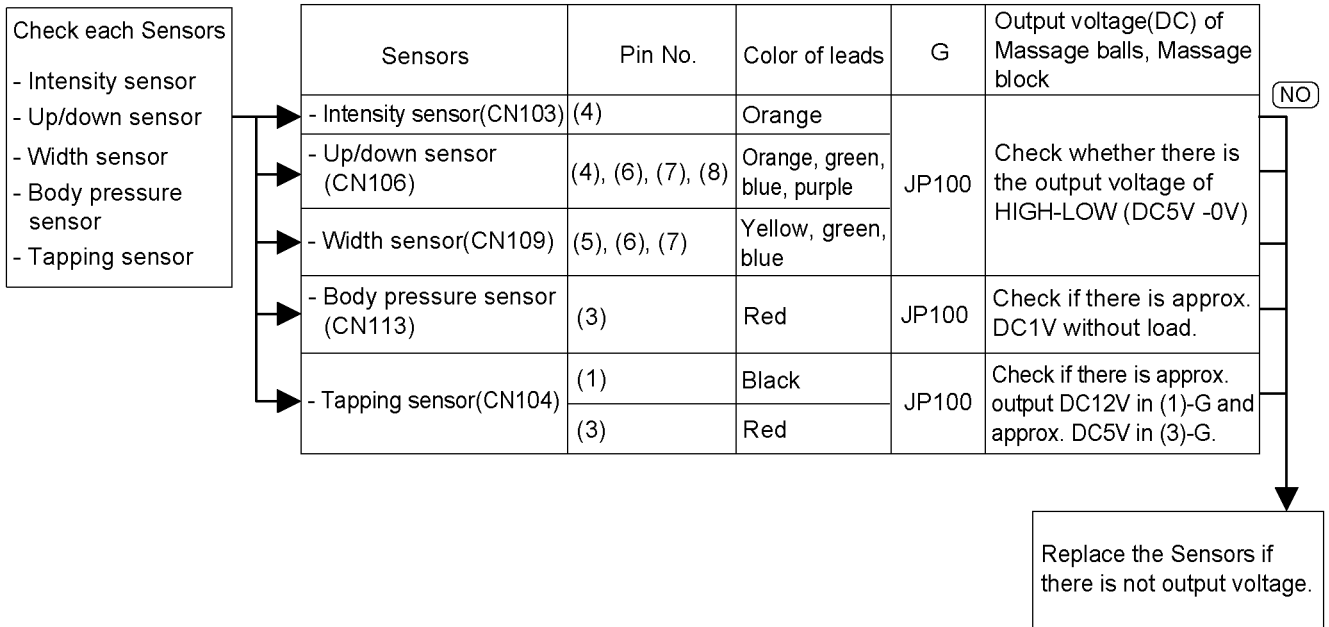 Check each Sensors
- Intensity sensor
- Up/down sensor
- Width sensor
- Body pressure
sensor
- Tapping sensor
Sensors
Pin No.
Color of leads
G
Output voltage(DC) of
Massage balls, Massage
block
NO
- Intensity sensor(CN103)
(4)
Orange
- Up/down sensor
(CN106)
(4), (6), (7), (8)
Orange, green,
blue, purple
- Width sensor(CN109)
(5), (6), (7)
Yellow, green,
blue
JP100
Check whether there is
the output voltage of
HIGH-LOW (DC5V -0V)
- Body pressure sensor
(CN113)
(3)
Red
JP100
Check if there is approx.
DC1V without load.
- Tapping sensor(CN104)
(1)
Black
(3)
Red
JP100
Check if there is approx.
output DC12V in (1)-G and
approx. DC5V in (3)-G.
Replace the Sensors if
there is not output voltage.